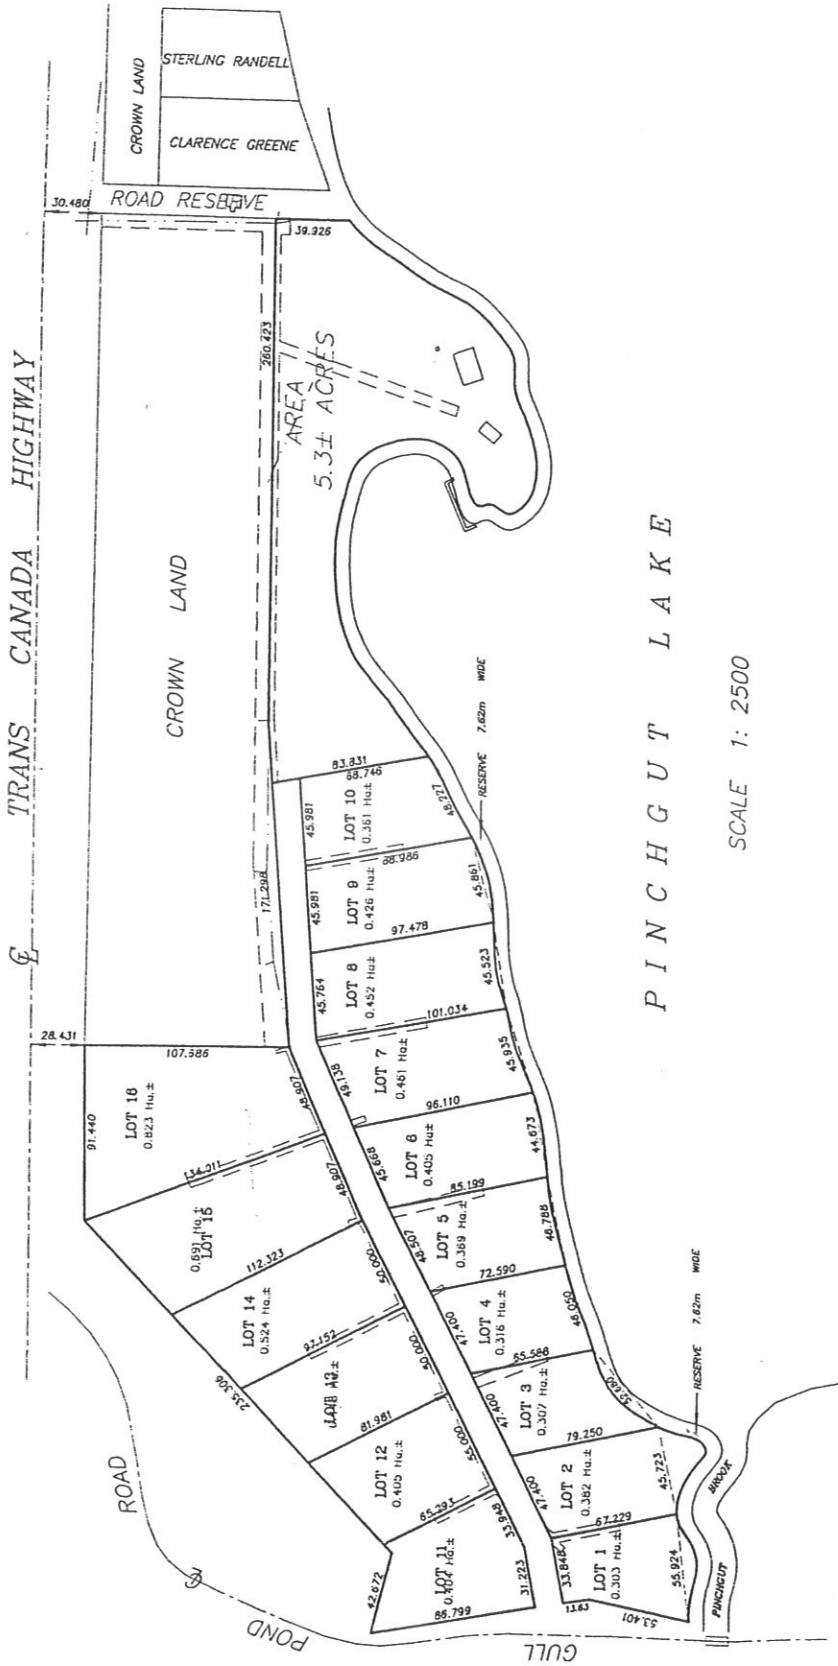 STERLING RANDELL
CROWN LAND
CLARENCE GREENE
ROAD RESERVE
30.480
39.926
TRANS CANADA HIGHWAY
260.423
AREA
5.3± ACRES
CROWN LAND
PINCHGUT LAKE
SCALE 1: 2500
RESERVE 7.62m WIDE
83.831
68.746
45.981
LOT 10
0.361 Ha±
48.227
88.986
171.298
45.981
LOT 9
0.426 Ha±
45.861
97.478
45.764
LOT 8
0.452 Ha±
45.523
101.034
28.431
107.586
49.138
LOT 7
0.461 Ha±
45.935
91.440
LOT 16
0.823 Ha.±
48.907
96.110
134.011
45.668
LOT 6
0.405 Ha±
44.673
48.907
85.199
0.691 Ha.±
LOT 15
48.507
LOT 5
0.369 Ha±
48.788
112.323
50.000
72.590
LOT 14
0.524 Ha.±
47.400
LOT 4
0.316 Ha±
46.050
97.152
65.586
235.306
50.000
47.400
LOT 3
0.307 Ha.±
52.680
RESERVE 7.62m WIDE
81.981
79.250
LOT 12
0.405 Ha.±
55.000
47.400
LOT 2
0.382 Ha.±
45.723
65.293
67.229
BROOK
ROAD
42.672
LOT 11
33.948
31.223
33.848
LOT 1
0.303 Ha.±
55.924
PINCHGUT
86.799
13.63
53.401
POND
GULL